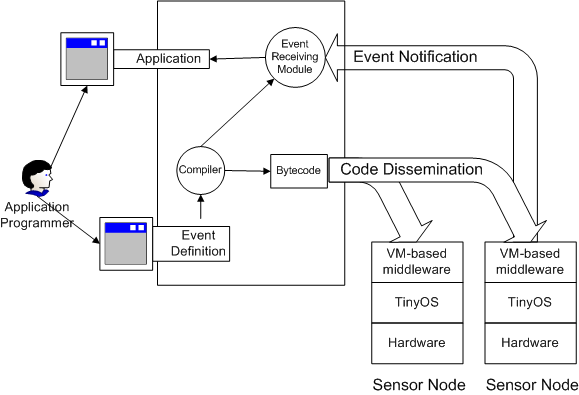 Application
Event
Receiving
Module
Event Notification
Compiler
Bytecode
Code Dissemination
Application
Programmer
Event
Definition
VM-based
middleware
TinyOS
Hardware
Sensor Node
VM-based
middleware
TinyOS
Hardware
Sensor Node